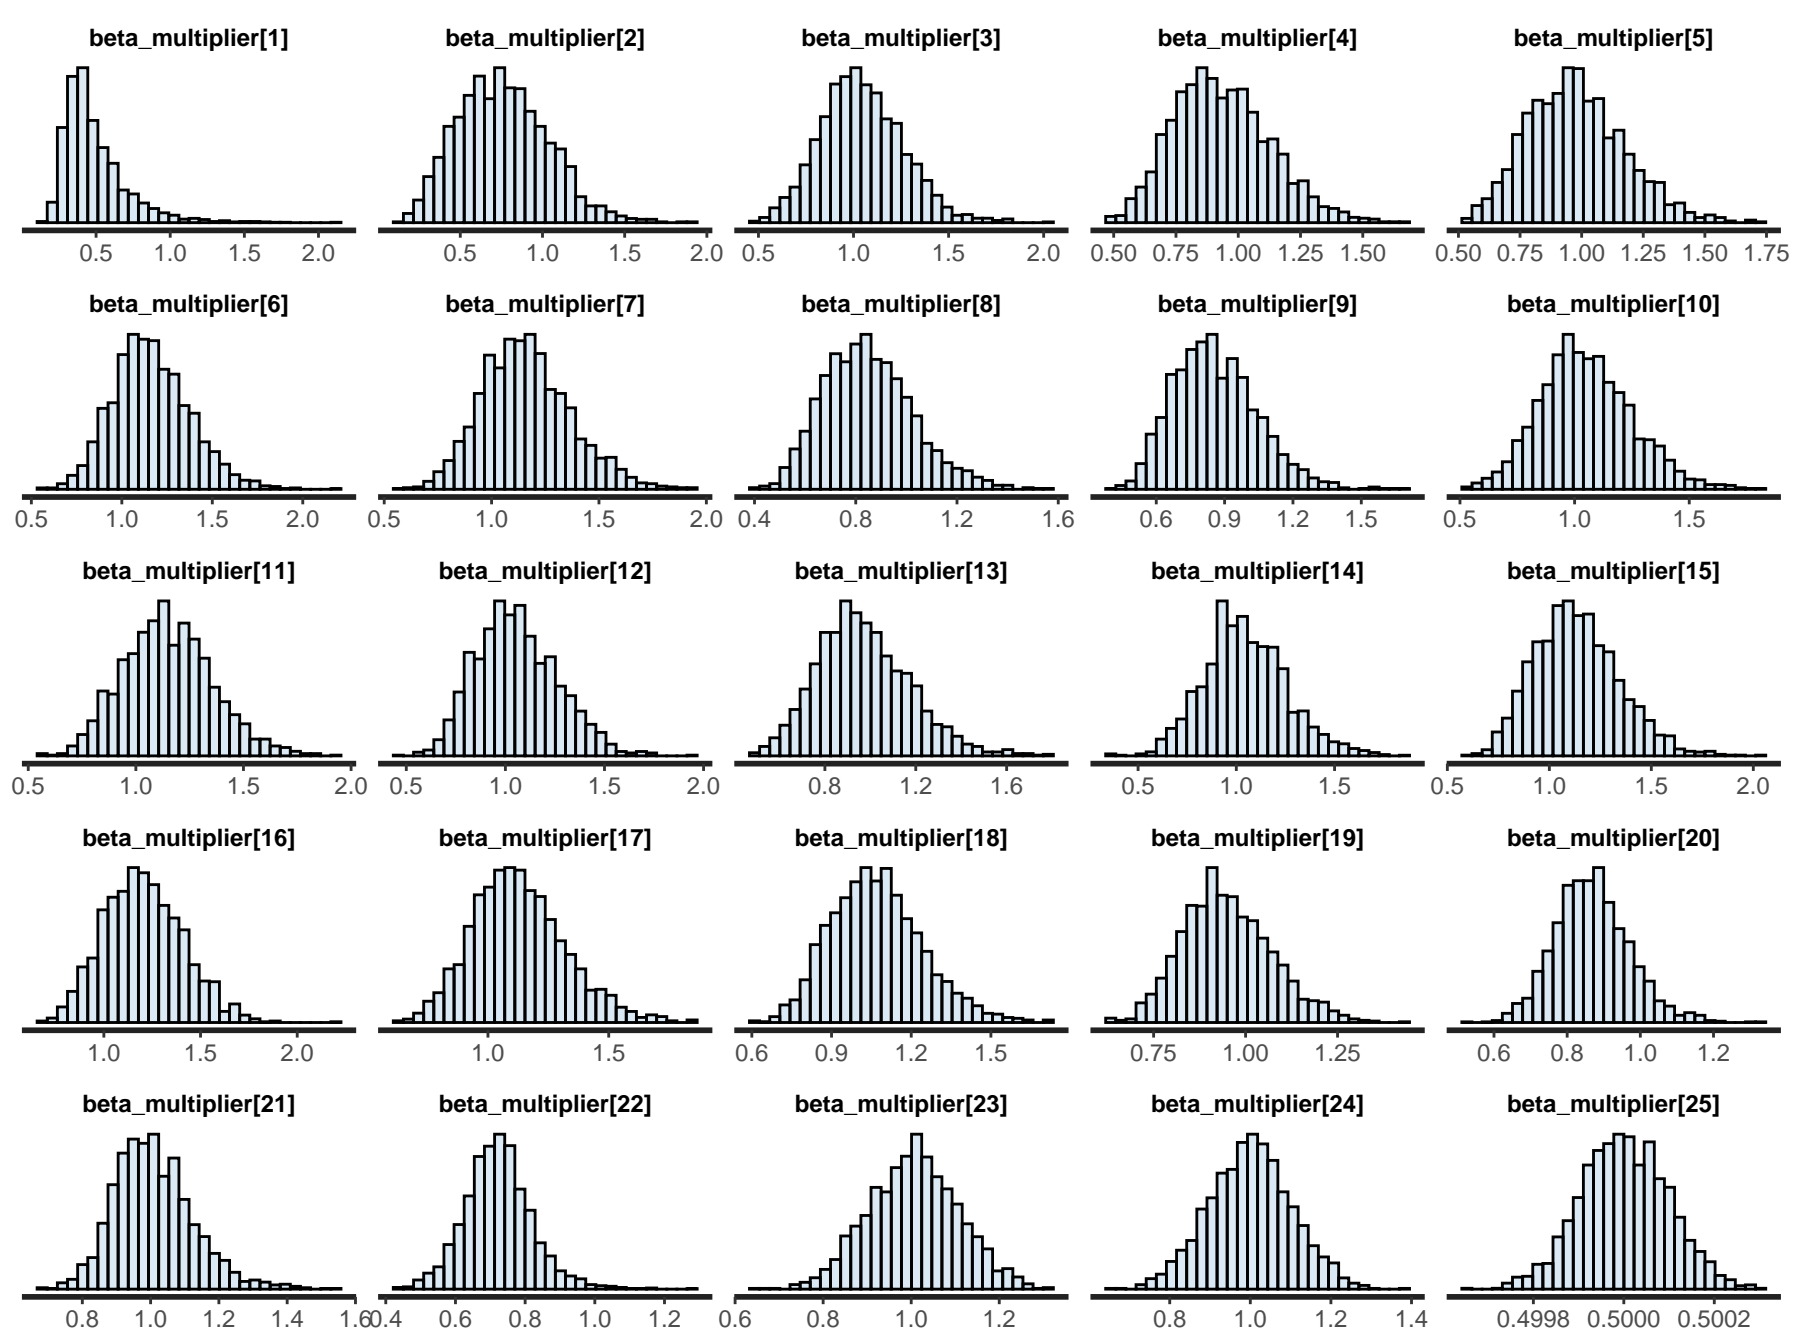 beta_multiplier[1] beta_multiplier[2] beta_multiplier[3] beta_multiplier[4] beta_multiplier[5]
0.5 1.0 1.5 2.0 0.5 1.0 1.5 2.0 0.5 1.0 1.5 2.0 0.50 0.75 1.00 1.25 1.50 0.50 0.75 1.00 1.25 1.50 1.75
beta_multiplier[6] beta_multiplier[7] beta_multiplier[8] beta_multiplier[9] beta_multiplier[10]
0.5 1.0 1.5 2.0 0.5 1.0 1.5 2.0 0.4 0.8 1.2 1.6 0.6 0.9 1.2 1.5 0.5 1.0 1.5
beta_multiplier[11] beta_multiplier[12] beta_multiplier[13] beta_multiplier[14] beta_multiplier[15]
0.5 1.0 1.5 2.0 0.5 1.0 1.5 2.0 0.8 1.2 1.6 0.5 1.0 1.5 0.5 1.0 1.5 2.0
beta_multiplier[16] beta_multiplier[17] beta_multiplier[18] beta_multiplier[19] beta_multiplier[20]
1.0 1.5 2.0 1.0 1.5 0.6 0.9 1.2 1.5 0.75 1.00 1.25 0.6 0.8 1.0 1.2
beta_multiplier[21] beta_multiplier[22] beta_multiplier[23] beta_multiplier[24] beta_multiplier[25]
0.8 1.0 1.2 1.4 1.6 0.4 0.6 0.8 1.0 1.2 0.6 0.8 1.0 1.2 0.8 1.0 1.2 1.4 0.4998 0.5000 0.5002